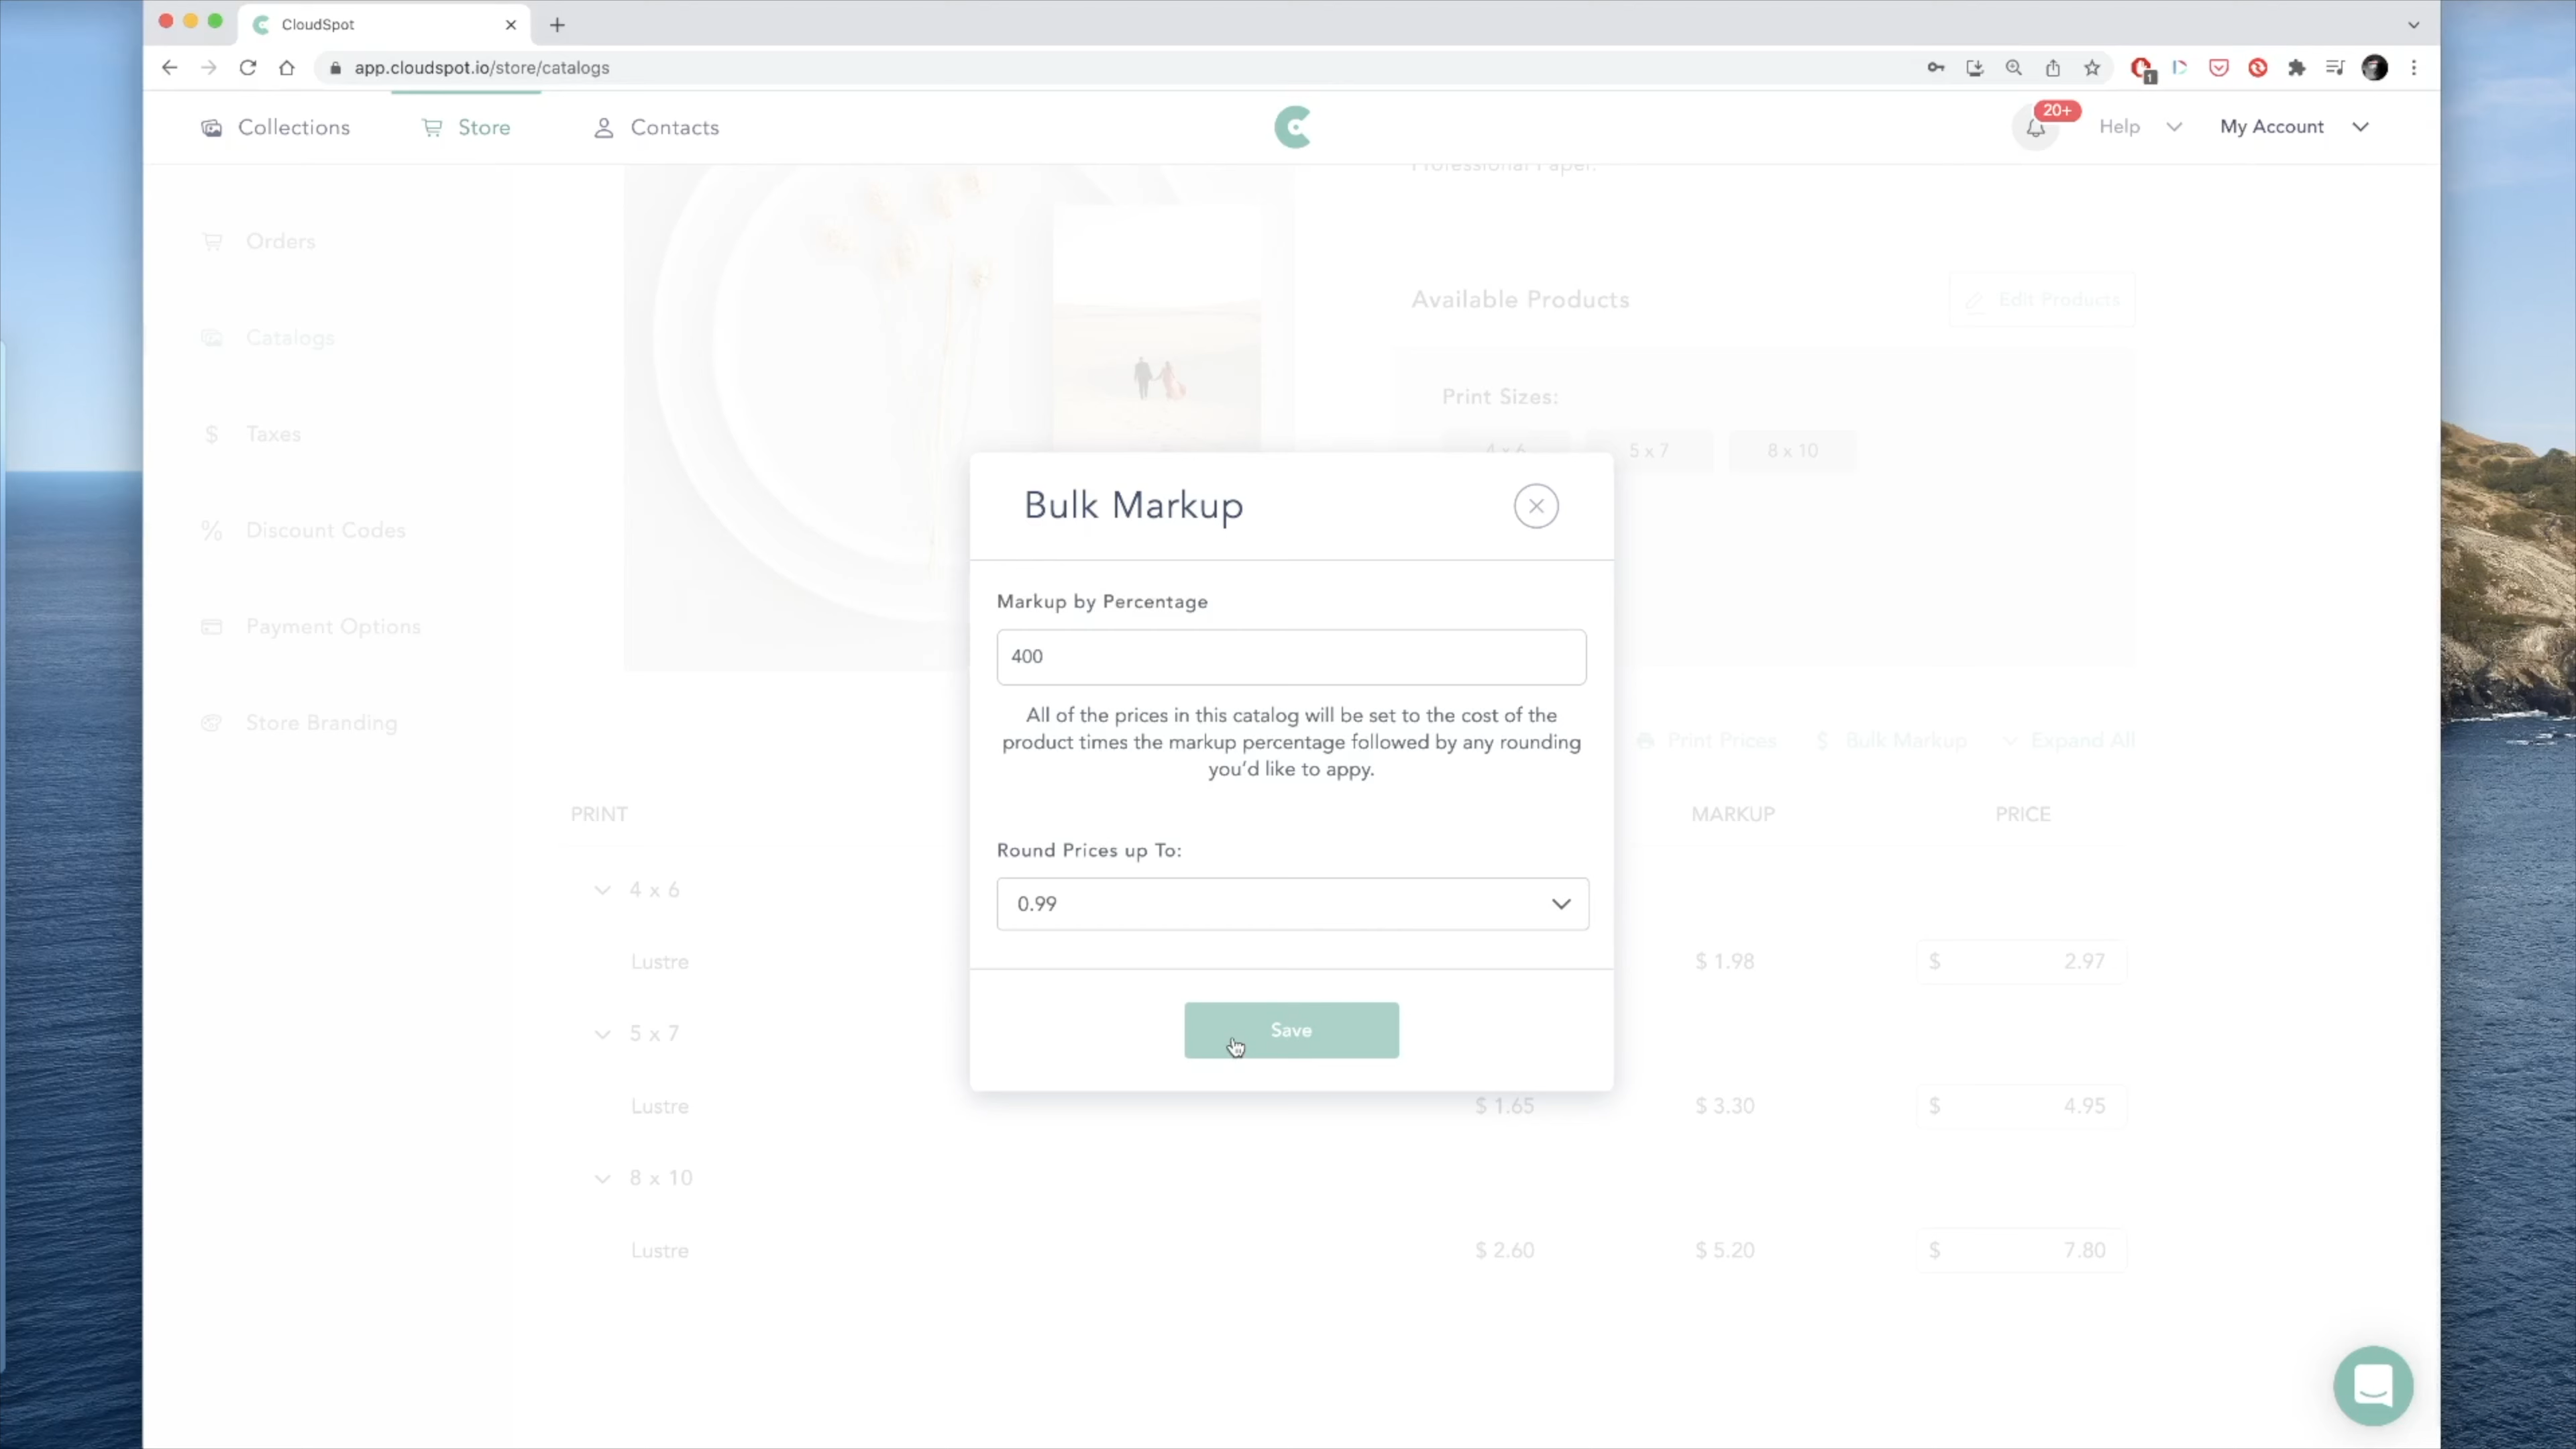 CloudSpot
app.cloudspot.io/store/catalogs
1
Collections
Store
Contacts
20+
Help
My Account
Professional Paper.
Orders
Catalogs
Taxes
Discount Codes
Payment Options
Store Branding
Available Products
Edit Products
Print Sizes:
4 x 6
5 x 7
8 x 10
Bulk Markup
Markup by Percentage
400
All of the prices in this catalog will be set to the cost of the
product times the markup percentage followed by any rounding
you'd like to appy.
Round Prices up To:
0.99
Save
Print Prices
$ Bulk Markup
Expand All
PRINT
MARKUP
PRICE
4 x 6
Lustre
$ 1.98
$ 2.97
5 x 7
Lustre
$ 1.65
$ 3.30
$ 4.95
8 x 10
Lustre
$ 2.60
$ 5.20
$ 7.80